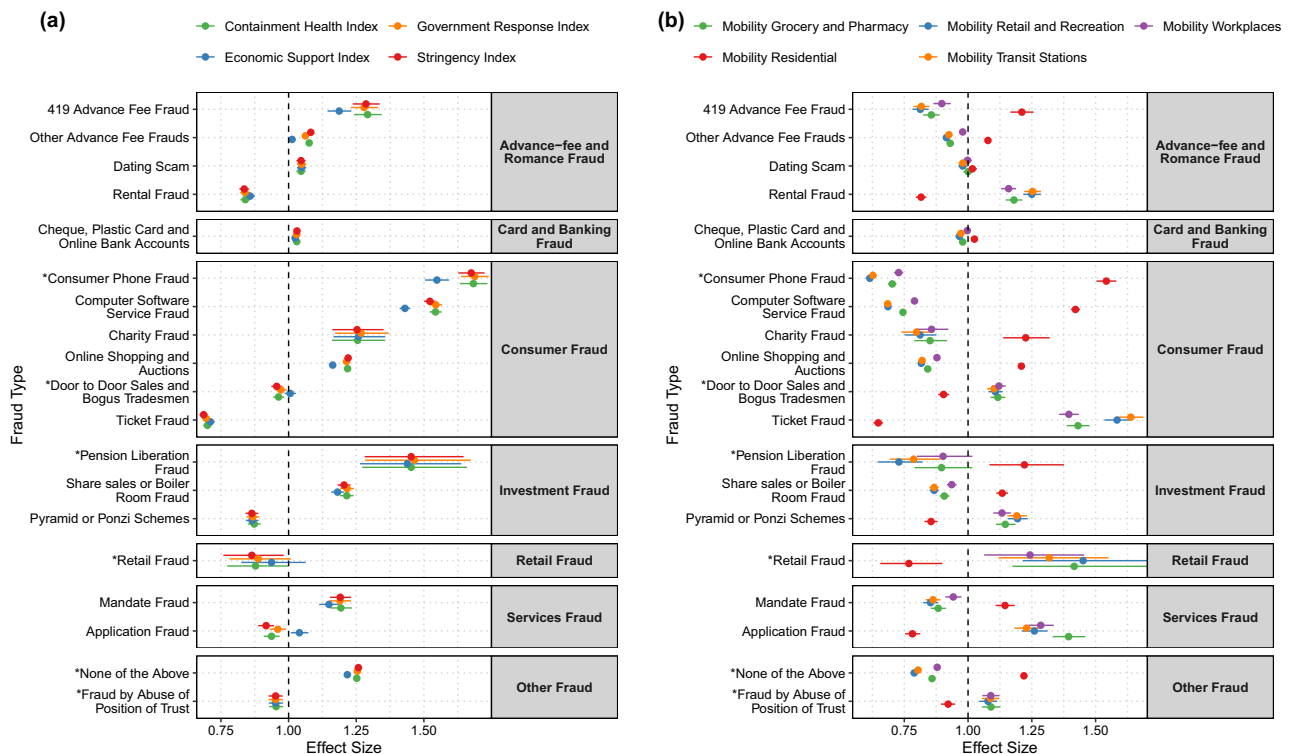 (a)
Containment Health Index
Government Response Index
Economic Support Index
Stringency Index
Fraud Type
419 Advance Fee Fraud
Other Advance Fee Frauds
Dating Scam
Rental Fraud
Advance−fee and
Romance Fraud
Cheque, Plastic Card and
Online Bank Accounts
Card and Banking
Fraud
*Consumer Phone Fraud
Computer Software
Service Fraud
Charity Fraud
Online Shopping and
Auctions
*Door to Door Sales and
Bogus Tradesmen
Ticket Fraud
Consumer Fraud
*Pension Liberation
Fraud
Share sales or Boiler
Room Fraud
Pyramid or Ponzi Schemes
Investment Fraud
*Retail Fraud
Retail Fraud
Mandate Fraud
Application Fraud
Services Fraud
*None of the Above
*Fraud by Abuse of
Position of Trust
Other Fraud
0.75 1.00 1.25 1.50
Effect Size
(b)
Mobility Grocery and Pharmacy
Mobility Retail and Recreation
Mobility Workplaces
Mobility Residential
Mobility Transit Stations
Fraud Type
419 Advance Fee Fraud
Other Advance Fee Frauds
Dating Scam
Rental Fraud
Advance−fee and
Romance Fraud
Cheque, Plastic Card and
Online Bank Accounts
Card and Banking
Fraud
*Consumer Phone Fraud
Computer Software
Service Fraud
Charity Fraud
Online Shopping and
Auctions
*Door to Door Sales and
Bogus Tradesmen
Ticket Fraud
Consumer Fraud
*Pension Liberation
Fraud
Share sales or Boiler
Room Fraud
Pyramid or Ponzi Schemes
Investment Fraud
*Retail Fraud
Retail Fraud
Mandate Fraud
Application Fraud
Services Fraud
*None of the Above
*Fraud by Abuse of
Position of Trust
Other Fraud
0.75 1.00 1.25 1.50
Effect Size